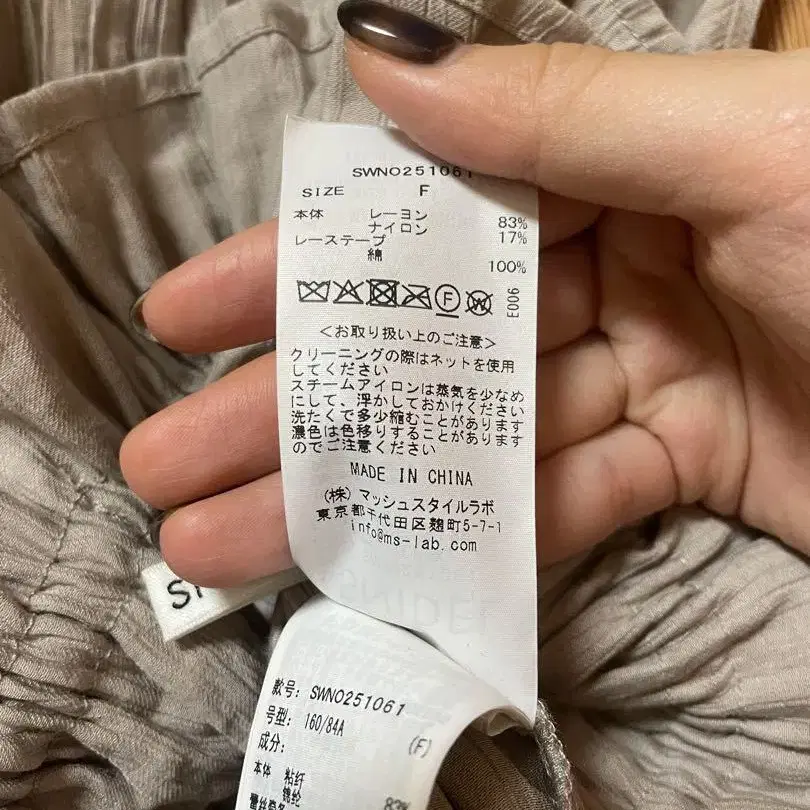 SWNO251061
SIZE F
本体 レーヨン 83%
ナイロン 17%
レーステープ
綿 100%
F W
E006
<お取り扱い上のご注意>
クリーニングの際はネットを使用
してください
スチームアイロンは蒸気を少なめ
にして、浮かしておかけください
洗たくで多少縮むことがあります
濃色は色移りすることがあります
のでご注意ください
MADE IN CHINA
(株)マッシュスタイルラボ
東京都千代田区麹町5-7-1
info@ms-lab.com
款号: SWNO251061
号型: 160/84A (F)
成分:
本体 粘纤 83%
锦纶